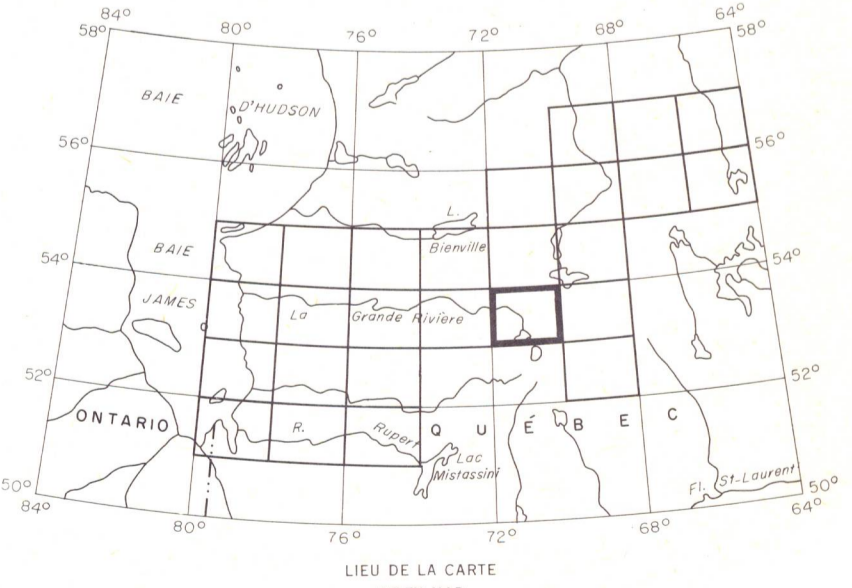 84° 80° 76° 72° 68° 64°
58° 58°
BAIE D'HUDSON
56° 56°
L.
Bienville
BAIE
54° 54°
JAMES
La Grande Rivière
52° 52°
ONTARIO
R. Rupert
QUÉBEC
Lac
Mistassini
Fl. St-Laurent
50° 50°
84° 80° 76° 72° 68° 64°
LIEU DE LA CARTE